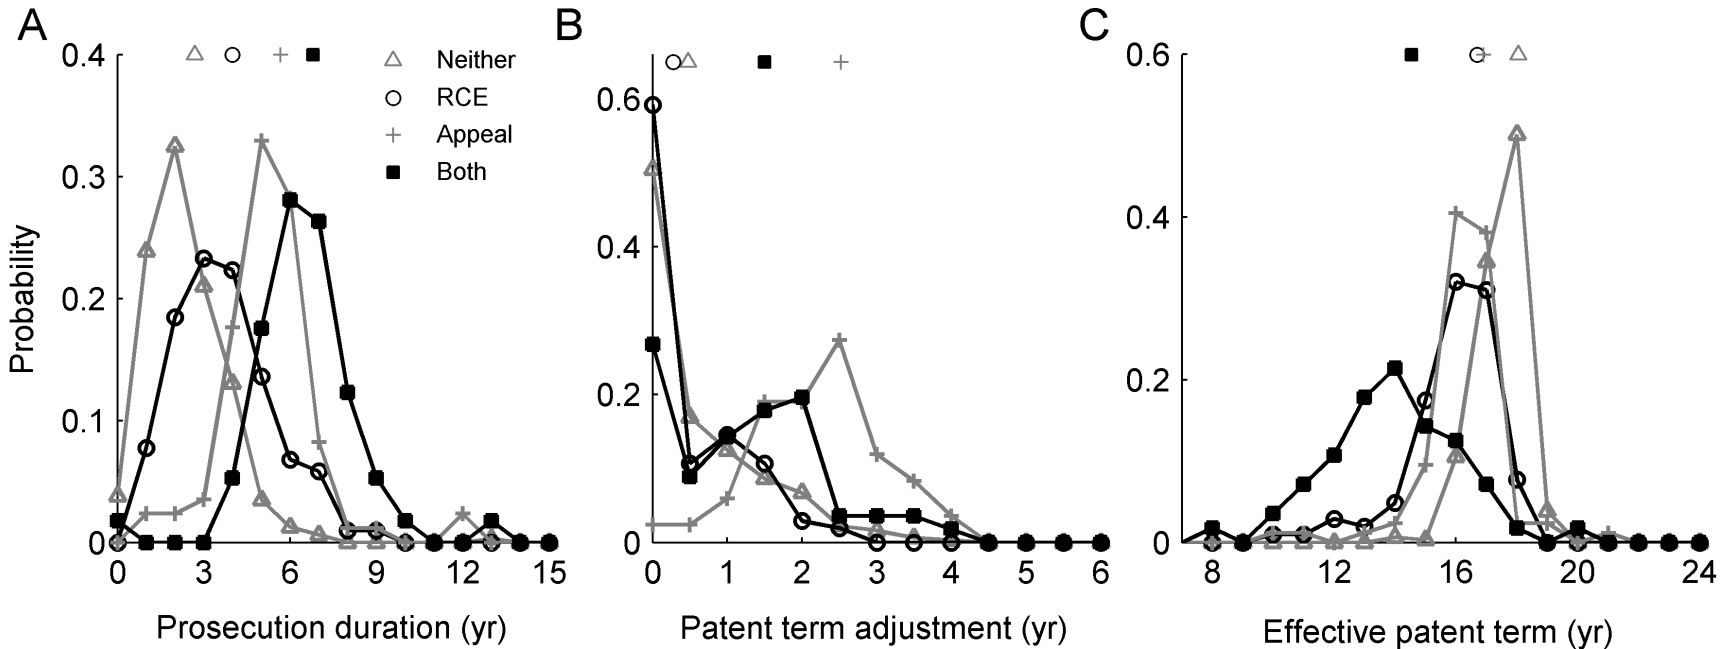 A
B
C
Neither
RCE
Appeal
Both
Probability
0.4
0.3
0.2
0.1
0
0 3 6 9 12 15
Prosecution duration (yr)
0.6
0.4
0.2
0
0 1 2 3 4 5 6
Patent term adjustment (yr)
0.6
0.4
0.2
0
8 12 16 20 24
Effective patent term (yr)